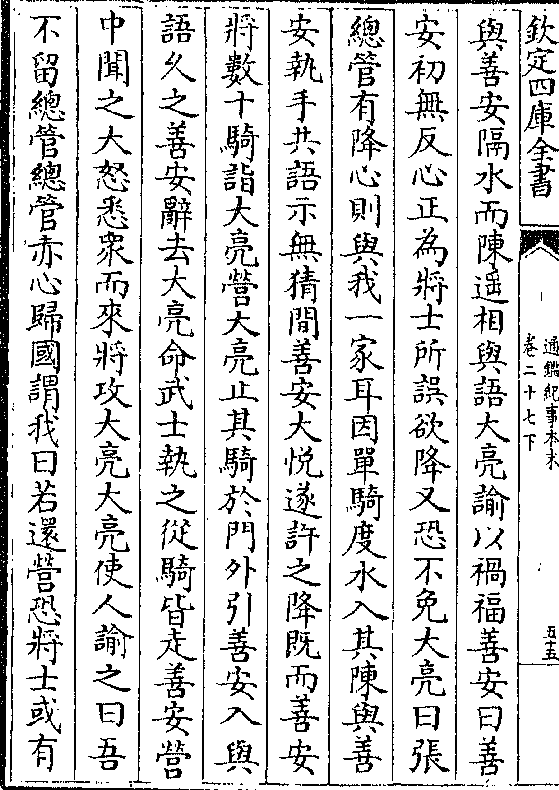 欽定四庫全書
通鑑紀事本末
卷二十七下
五十五
與善安隔水而陳遥相與語大亮諭以禍福善安曰善
安初無反心正為將士所誤欲降又恐不免大亮曰張
總管有降心則與我一家耳因單騎度水入其陳與善
安執手共語示無猜間善安大悦遂許之降既而善安
將數十騎詣大亮營大亮止其騎於門外引善安入與
語久之善安辭去大亮命武士執之從騎皆走善安營
中聞之大怒悉衆而來將攻大亮大亮使人諭之曰吾
不留總管總管赤心歸國謂我曰若還營恐將士或有